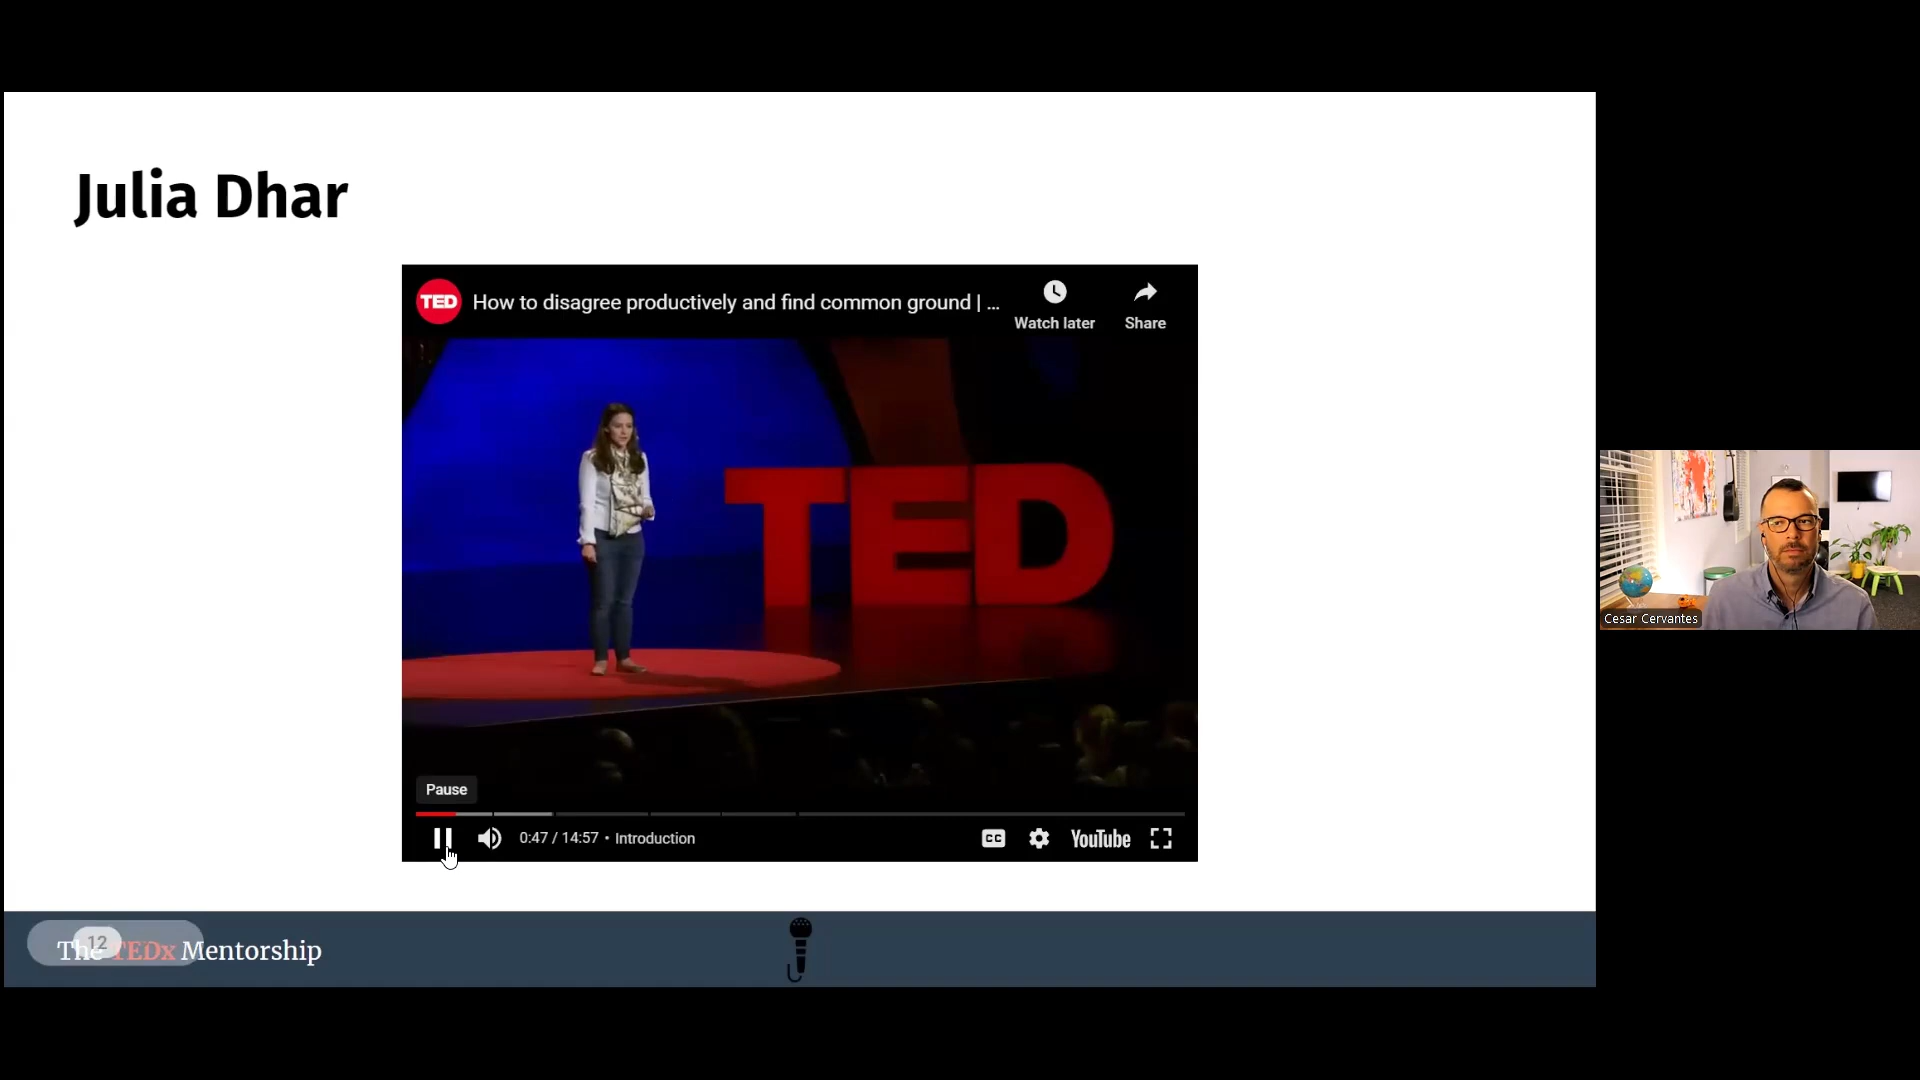 Julia Dhar
TED How to disagree productively and find common ground | ...
Watch later
Share
TED
Pause
0:47 / 14:57 • Introduction
CC
YouTube
Cesar Cervantes
12
The TEDx Mentorship